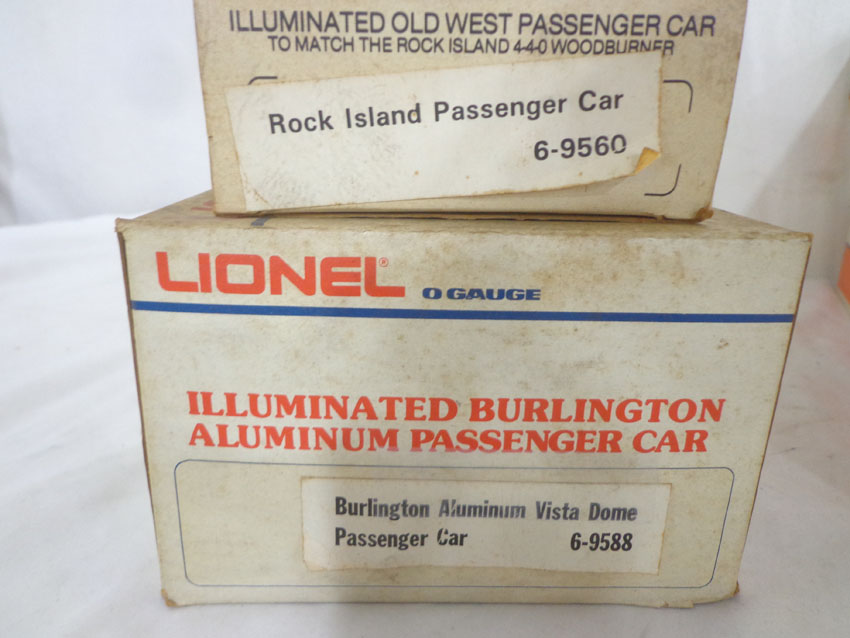 ILLUMINATED OLD WEST PASSENGER CAR
TO MATCH THE ROCK ISLAND 4-4-0 WOODBURNER
Rock Island Passenger Car
6-9560
LIONEL®
O GAUGE
ILLUMINATED BURLINGTON
ALUMINUM PASSENGER CAR
Burlington Aluminum Vista Dome
Passenger Car 6-9588